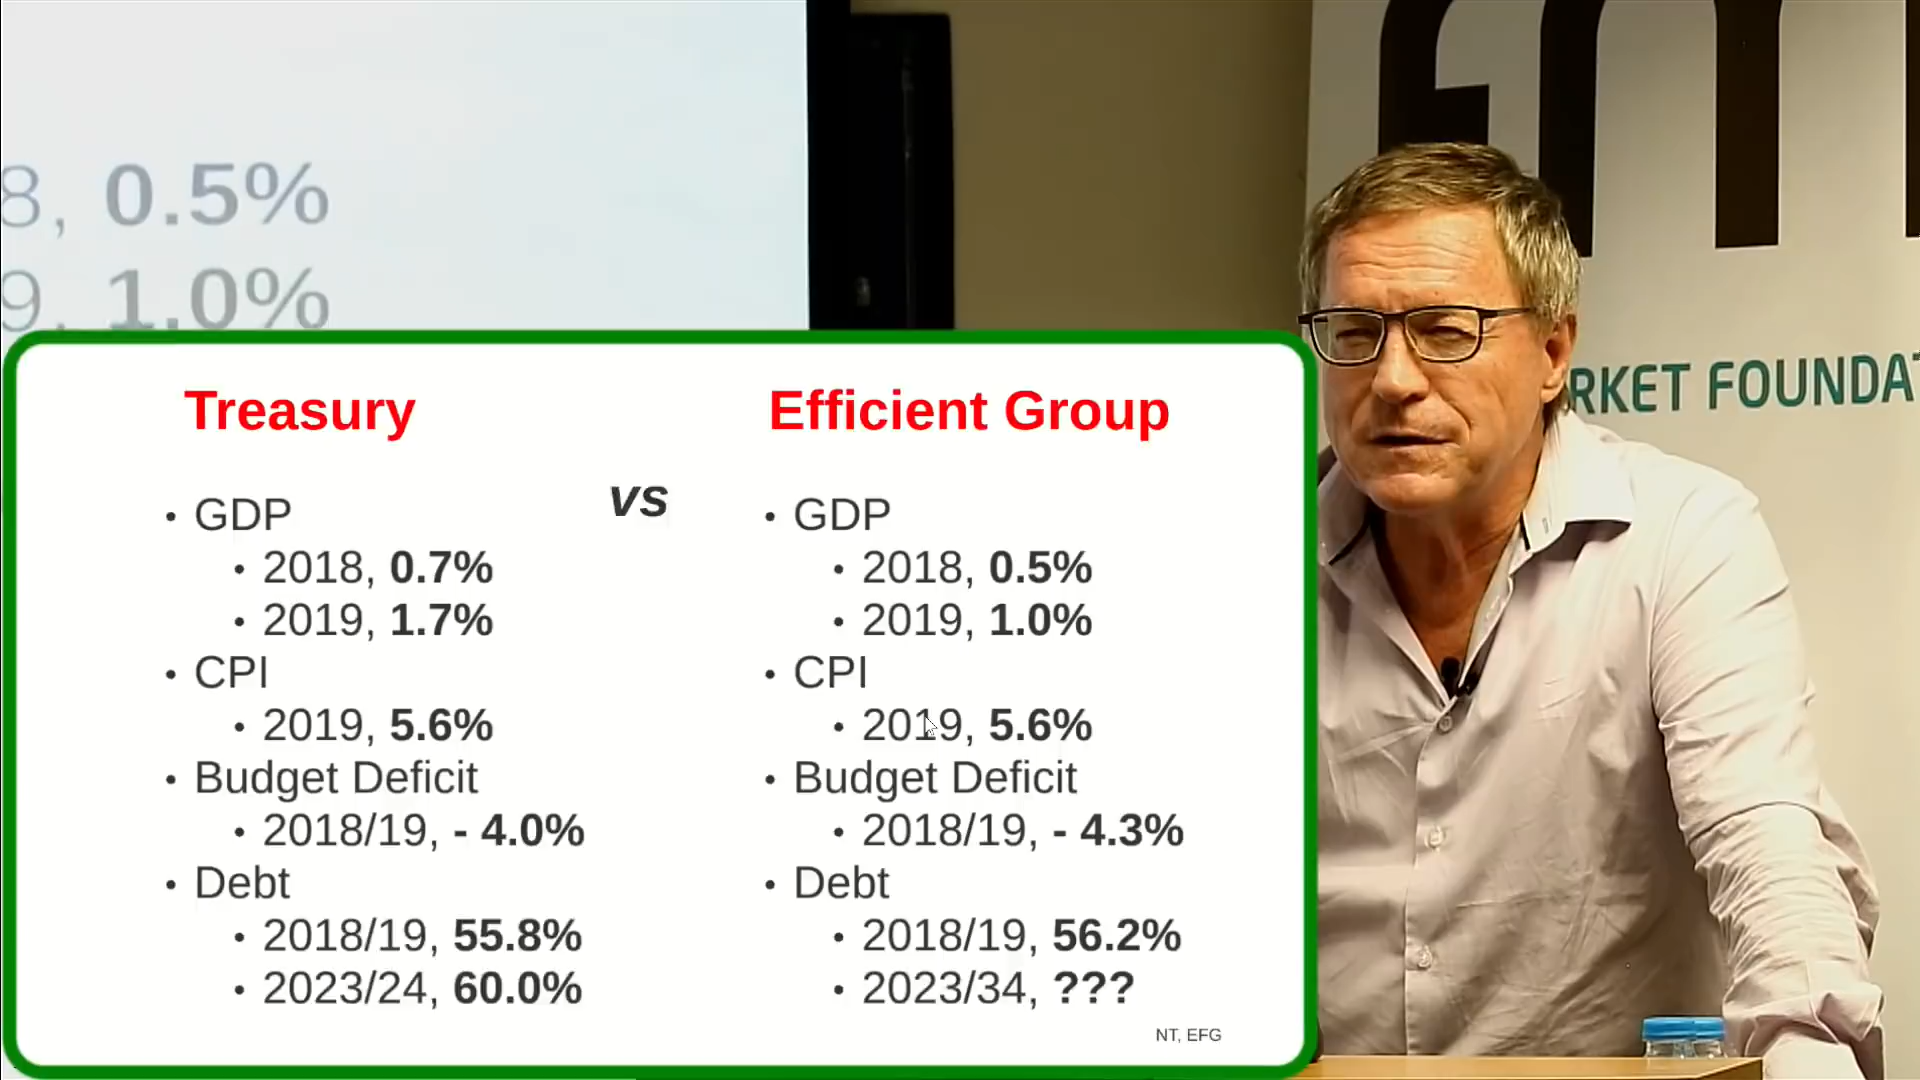 8, 0.5%
9, 1.0%
RKET FOUNDA
Treasury
vs
Efficient Group
• GDP
• 2018, 0.7%
• 2019, 1.7%
• CPI
• 2019, 5.6%
• Budget Deficit
• 2018/19, - 4.0%
• Debt
• 2018/19, 55.8%
• 2023/24, 60.0%
• GDP
• 2018, 0.5%
• 2019, 1.0%
• CPI
• 2019, 5.6%
• Budget Deficit
• 2018/19, - 4.3%
• Debt
• 2018/19, 56.2%
• 2023/34, ???
NT, EFG